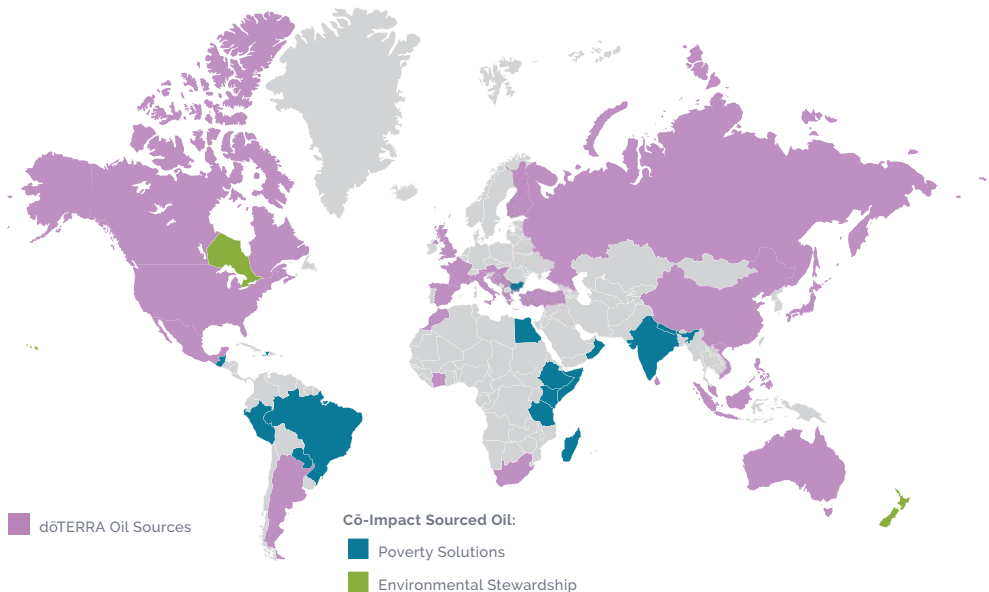 dōTERRA Oil Sources
Cō-Impact Sourced Oil:
Poverty Solutions
Environmental Stewardship